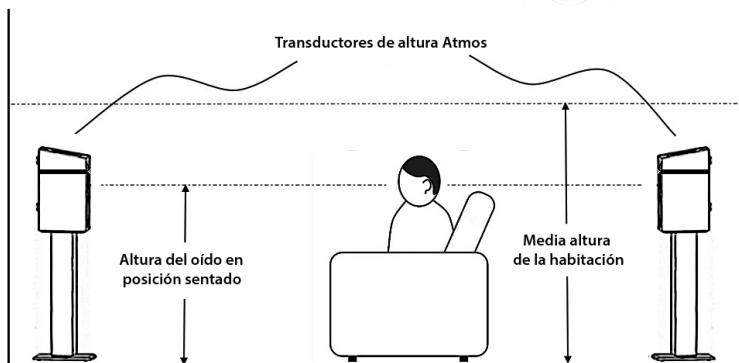 Transductores de altura Atmos
Altura del oído en
posición sentado
Media altura
de la habitación